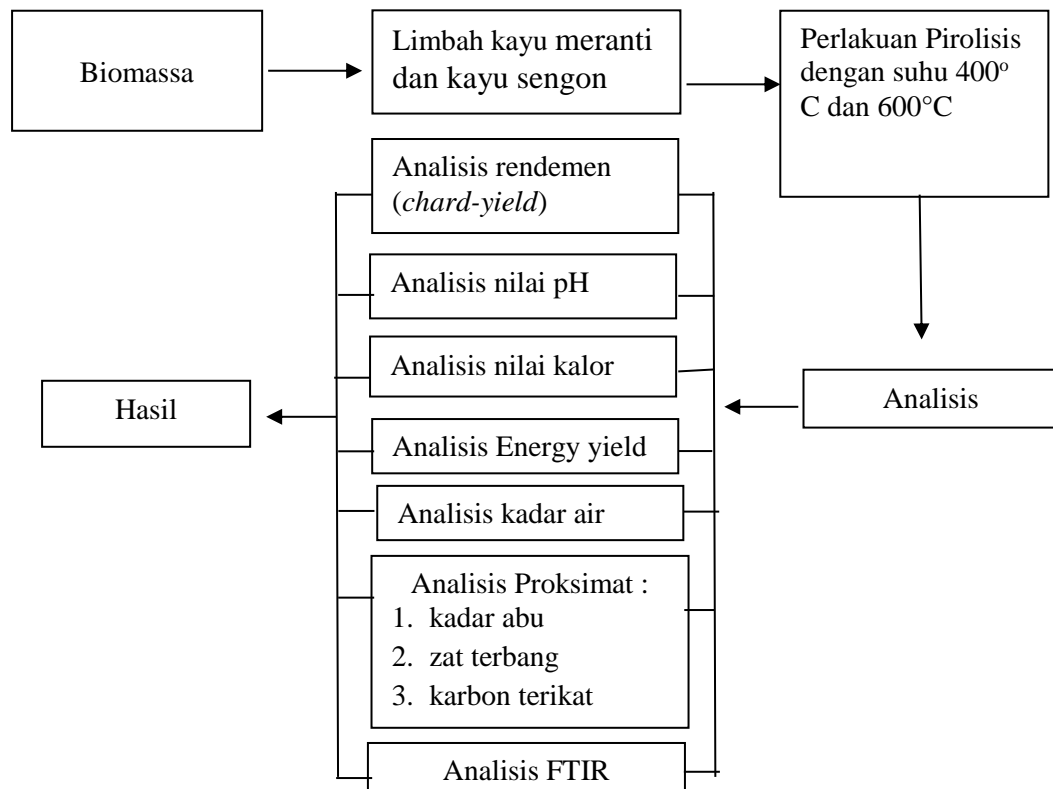 Biomassa
Limbah kayu meranti
dan kayu sengon
Perlakuan Pirolisis
dengan suhu 400º
C dan 600°C
Analisis rendemen
(chard-yield)
Analisis nilai pH
Analisis nilai kalor
Analisis Energy yield
Analisis kadar air
Analisis Proksimat :
1. kadar abu
2. zat terbang
3. karbon terikat
Analisis FTIR
Analisis
Hasil